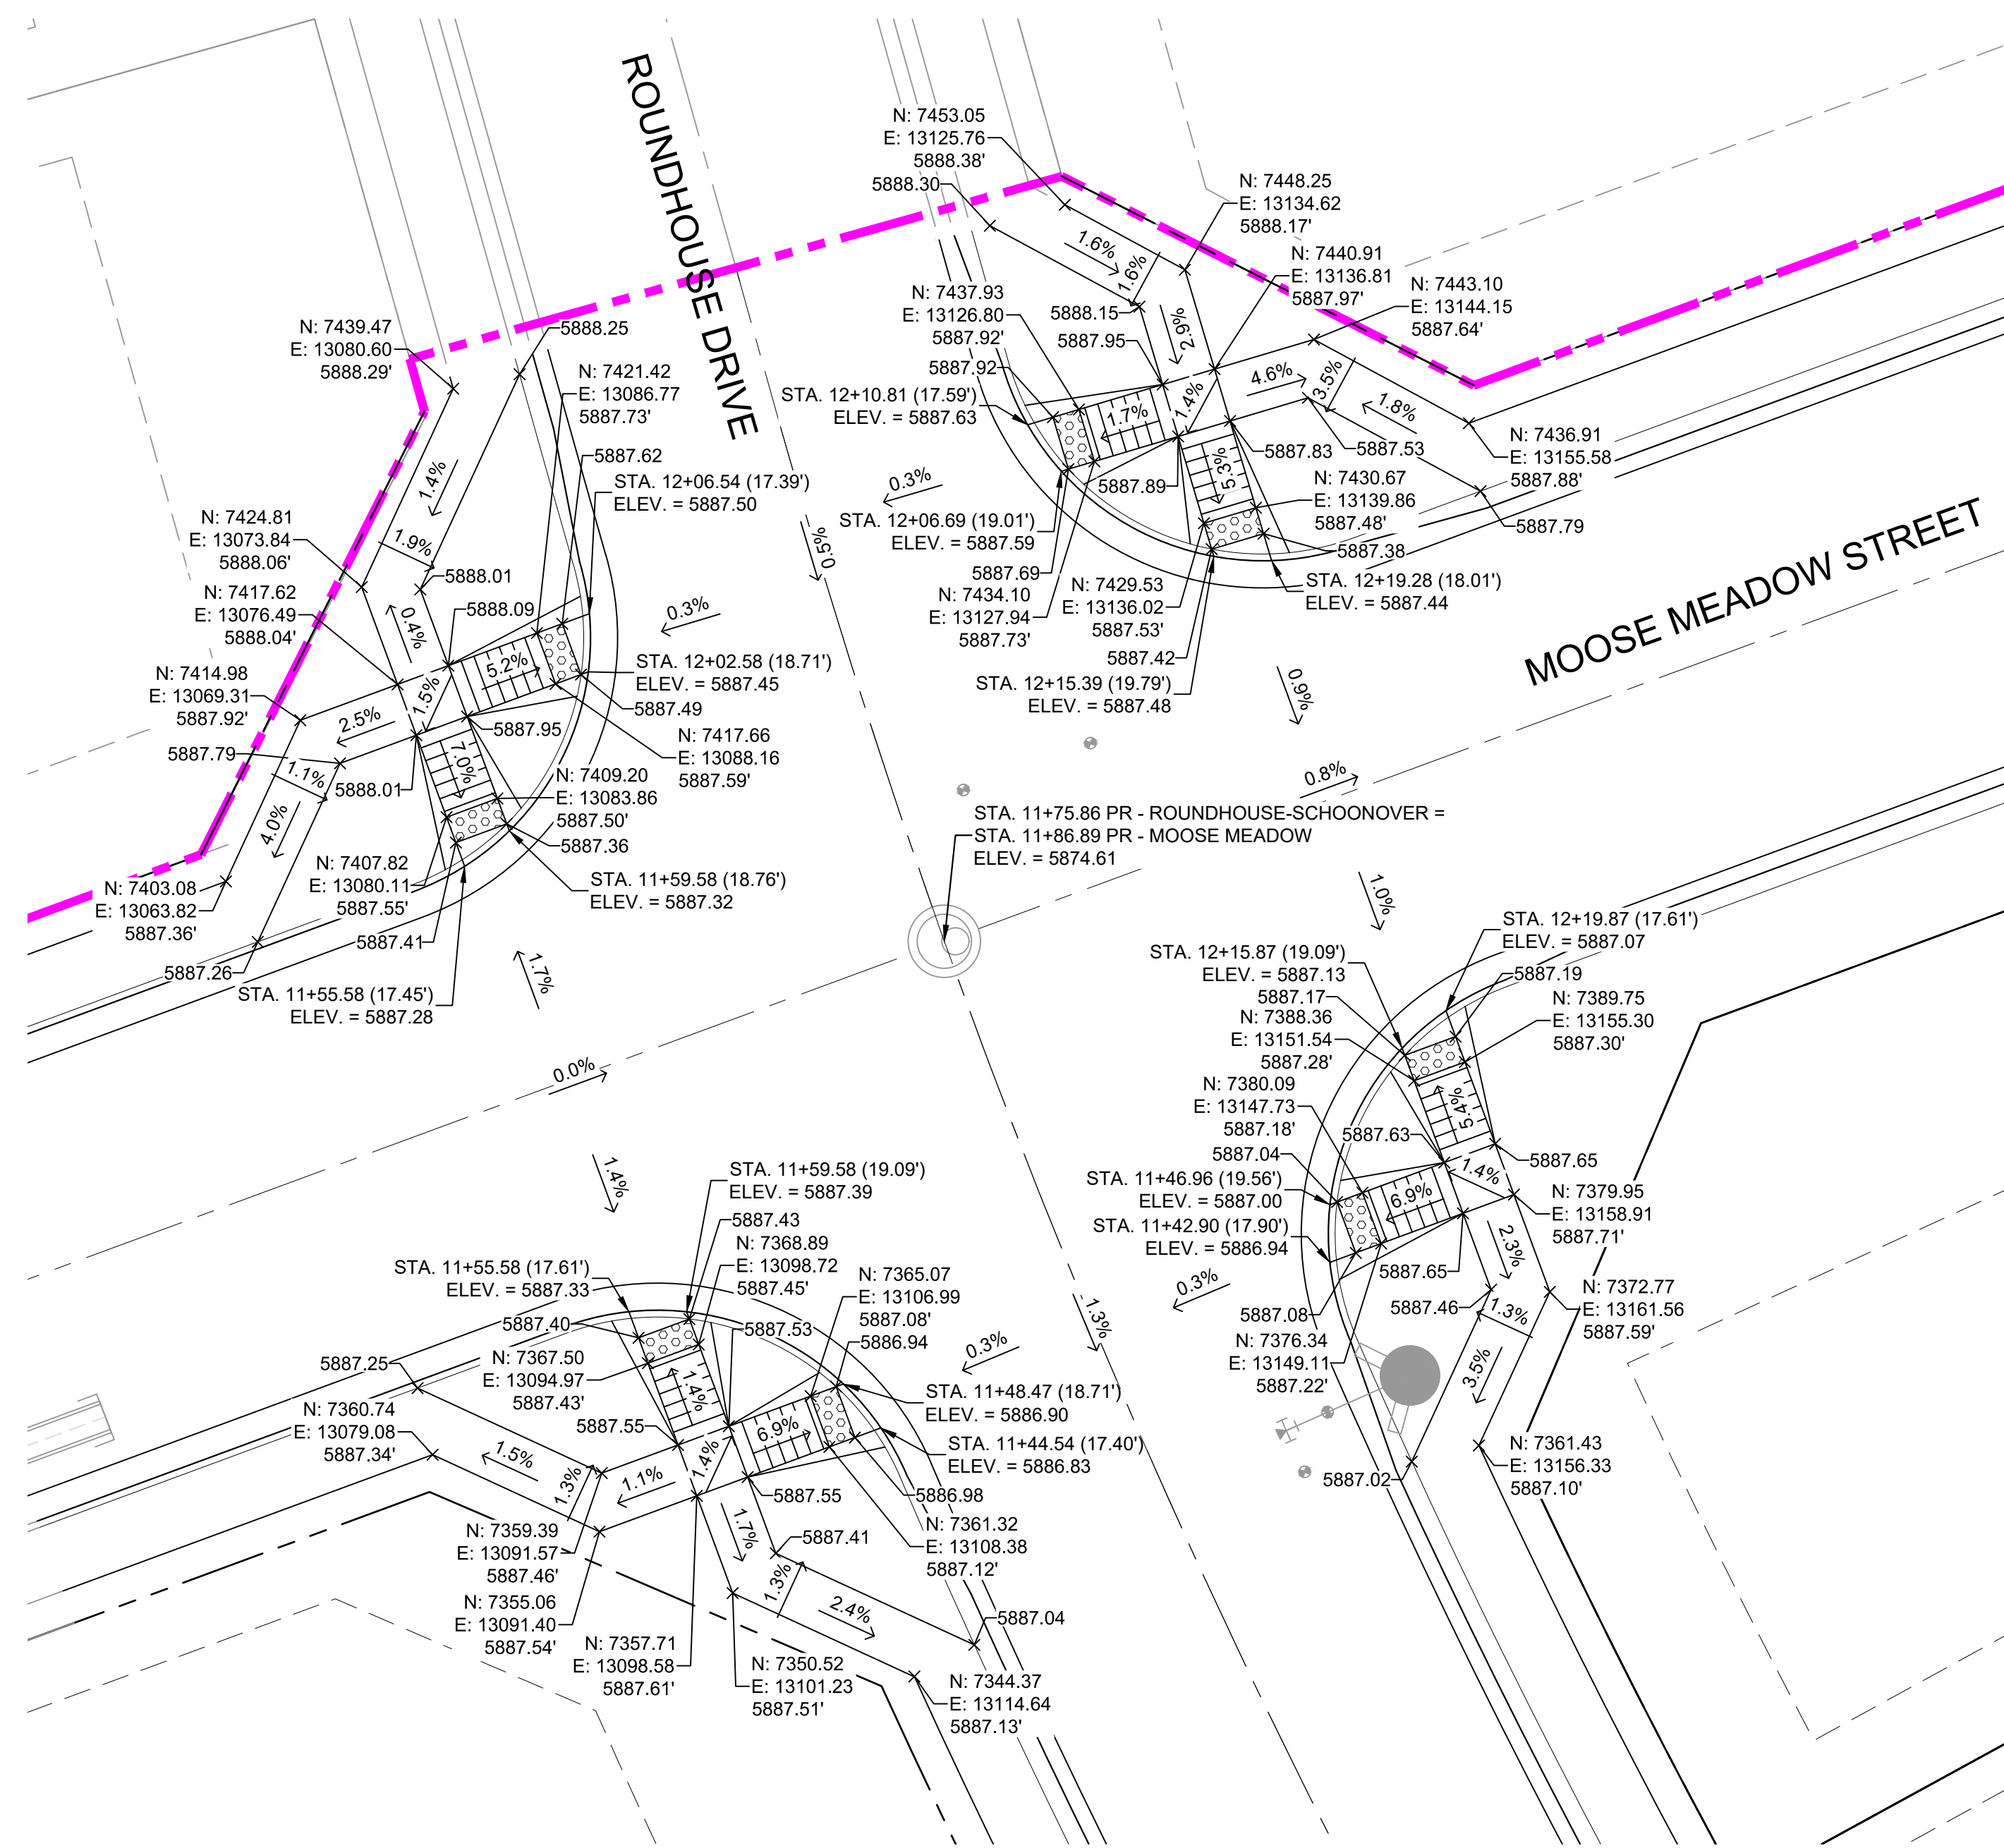 ROUNDHOUSE DRIVE
MOOSE MEADOW STREET
N: 7453.05
E: 13125.76
5888.38'
5888.30
N: 7448.25
E: 13134.62
5888.17'
1.6%
1.6%
N: 7440.91
E: 13136.81
5887.97'
N: 7443.10
E: 13144.15
5887.64'
N: 7437.93
E: 13126.80
5887.92'
5888.15
2.9%
5887.95
5887.92
STA. 12+10.81 (17.59')
ELEV. = 5887.63
4.6%
3.5%
1.8%
1.4%
1.7%
N: 7436.91
E: 13155.58
5887.88'
5887.53
5887.83
5.3%
N: 7430.67
E: 13139.86
5887.48'
5887.89
0.3%
STA. 12+06.69 (19.01')
ELEV. = 5887.59
5887.79
5887.38
5887.69
N: 7434.10
E: 13127.94
5887.73'
N: 7429.53
E: 13136.02
5887.53'
STA. 12+19.28 (18.01')
ELEV. = 5887.44
5887.42
STA. 12+15.39 (19.79')
ELEV. = 5887.48
0.5%
0.9%
0.8%
N: 7439.47
E: 13080.60
5888.29'
5888.25
N: 7421.42
E: 13086.77
5887.73'
5887.62
STA. 12+06.54 (17.39')
ELEV. = 5887.50
1.4%
N: 7424.81
E: 13073.84
5888.06'
1.9%
5888.01
N: 7417.62
E: 13076.49
5888.04'
0.4%
5888.09
0.3%
5.2%
STA. 12+02.58 (18.71')
ELEV. = 5887.45
N: 7414.98
E: 13069.31
5887.92'
1.5%
2.5%
5887.49
5887.95
N: 7417.66
E: 13088.16
5887.59'
5887.79
1.1%
7.0%
5888.01
N: 7409.20
E: 13083.86
5887.50'
4.0%
5887.36
N: 7407.82
E: 13080.11
5887.55'
STA. 11+59.58 (18.76')
ELEV. = 5887.32
N: 7403.08
E: 13063.82
5887.36'
5887.41
5887.26
STA. 11+55.58 (17.45')
ELEV. = 5887.28
1.7%
STA. 11+75.86 PR - ROUNDHOUSE-SCHOONOVER =
STA. 11+86.89 PR - MOOSE MEADOW
ELEV. = 5874.61
0.0%
1.0%
STA. 12+19.87 (17.61')
ELEV. = 5887.07
STA. 12+15.87 (19.09')
ELEV. = 5887.13
5887.19
5887.17
N: 7388.36
E: 13151.54
5887.28'
N: 7389.75
E: 13155.30
5887.30'
N: 7380.09
E: 13147.73
5887.18'
5.4%
5887.63
5887.04
5887.65
STA. 11+46.96 (19.56')
ELEV. = 5887.00
1.4%
6.9%
N: 7379.95
E: 13158.91
5887.71'
STA. 11+42.90 (17.90')
ELEV. = 5886.94
5887.65
2.3%
0.3%
5887.08
5887.46
1.3%
N: 7372.77
E: 13161.56
5887.59'
N: 7376.34
E: 13149.11
5887.22'
3.5%
5887.02
N: 7361.43
E: 13156.33
5887.10'
1.3%
1.4%
STA. 11+59.58 (19.09')
ELEV. = 5887.39
5887.43
N: 7368.89
E: 13098.72
5887.45'
STA. 11+55.58 (17.61')
ELEV. = 5887.33
N: 7365.07
E: 13106.99
5887.08'
5886.94
5887.40
5887.53
0.3%
5887.25
N: 7367.50
E: 13094.97
5887.43'
1.4%
STA. 11+48.47 (18.71')
ELEV. = 5886.90
N: 7360.74
E: 13079.08
5887.34'
5887.55
6.9%
STA. 11+44.54 (17.40')
ELEV. = 5886.83
1.5%
1.3%
1.1%
1.4%
5887.55
5886.98
N: 7359.39
E: 13091.57
5887.46'
1.7%
5887.41
N: 7361.32
E: 13108.38
5887.12'
1.3%
N: 7355.06
E: 13091.40
5887.54'
2.4%
5887.04
N: 7357.71
E: 13098.58
5887.61'
N: 7350.52
E: 13101.23
5887.51'
N: 7344.37
E: 13114.64
5887.13'